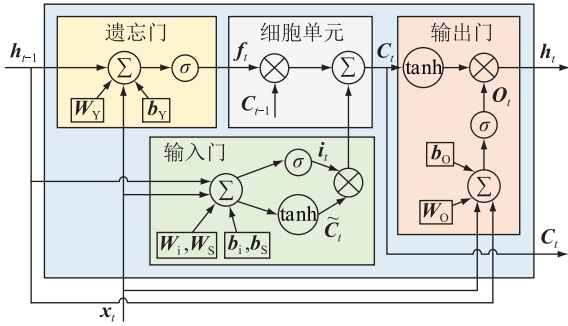 遗忘门 细胞单元 输出门
h_{t-1} Σ σ f_t × Σ C_t tanh × h_t
W_Y b_Y C_{t-1} O_t
σ
输入门
σ i_t b_O
Σ × Σ
tanh C̃_t W_O
W_i,W_S b_i,b_S C_t
x_t